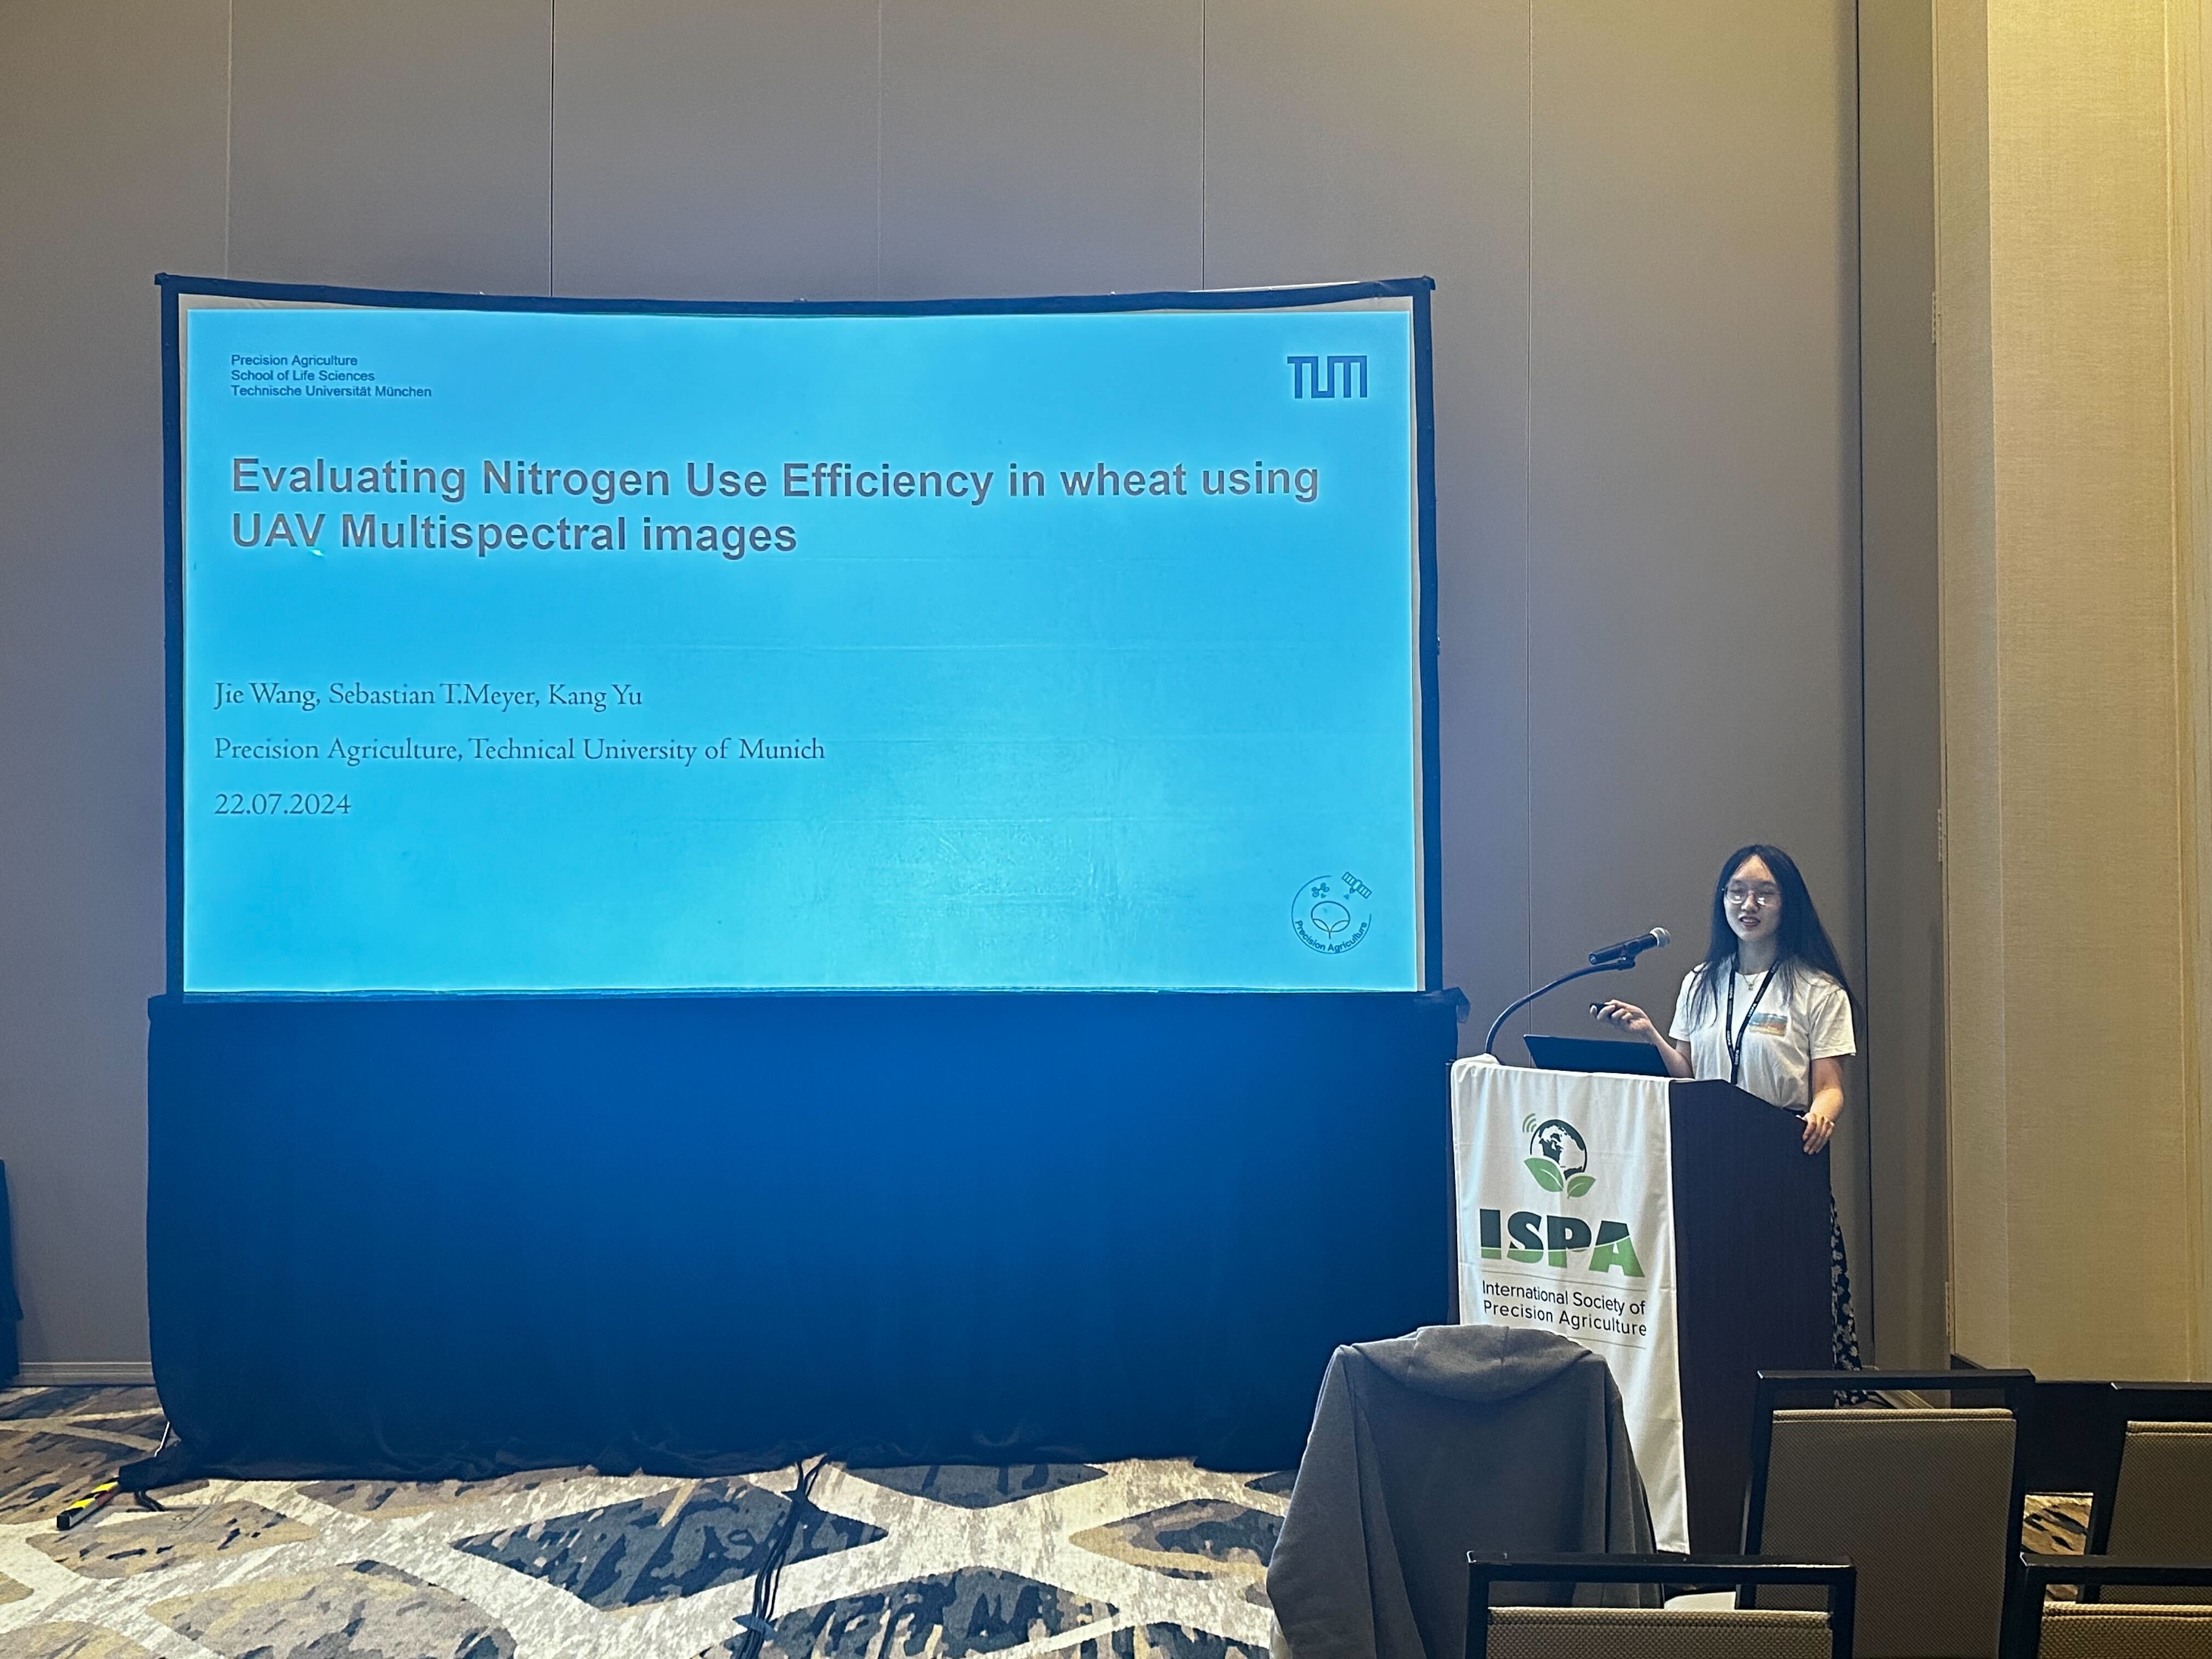 Precision Agriculture
School of Life Sciences
Technische Universität München
TUM
Evaluating Nitrogen Use Efficiency in wheat using
UAV Multispectral images
Jie Wang, Sebastian T.Meyer, Kang Yu
Precision Agriculture, Technical University of Munich
22.07.2024
Precision Agriculture
ISPA
International Society of
Precision Agriculture